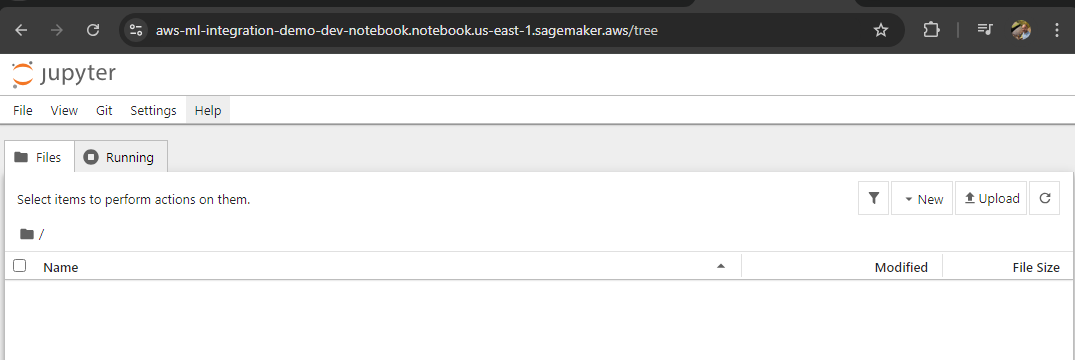 aws-ml-integration-demo-dev-notebook.notebook.us-east-1.sagemaker.aws/tree
jupyter
File View Git Settings Help
Files Running
Select items to perform actions on them.
New Upload
/
Name Modified File Size